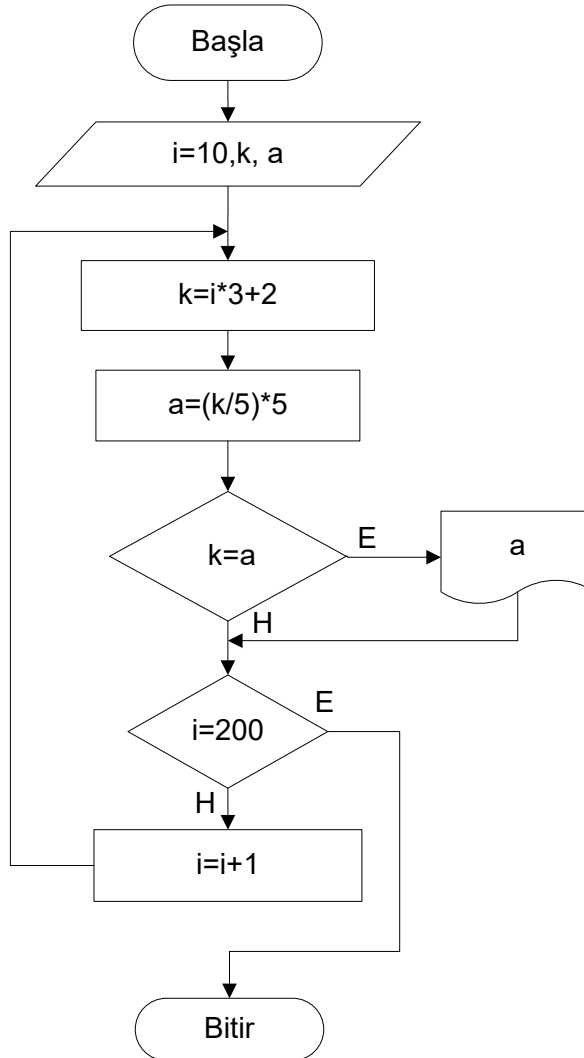 Başla
i=10,k, a
k=i*3+2
a=(k/5)*5
k=a
E
a
H
i=200
E
H
i=i+1
Bitir